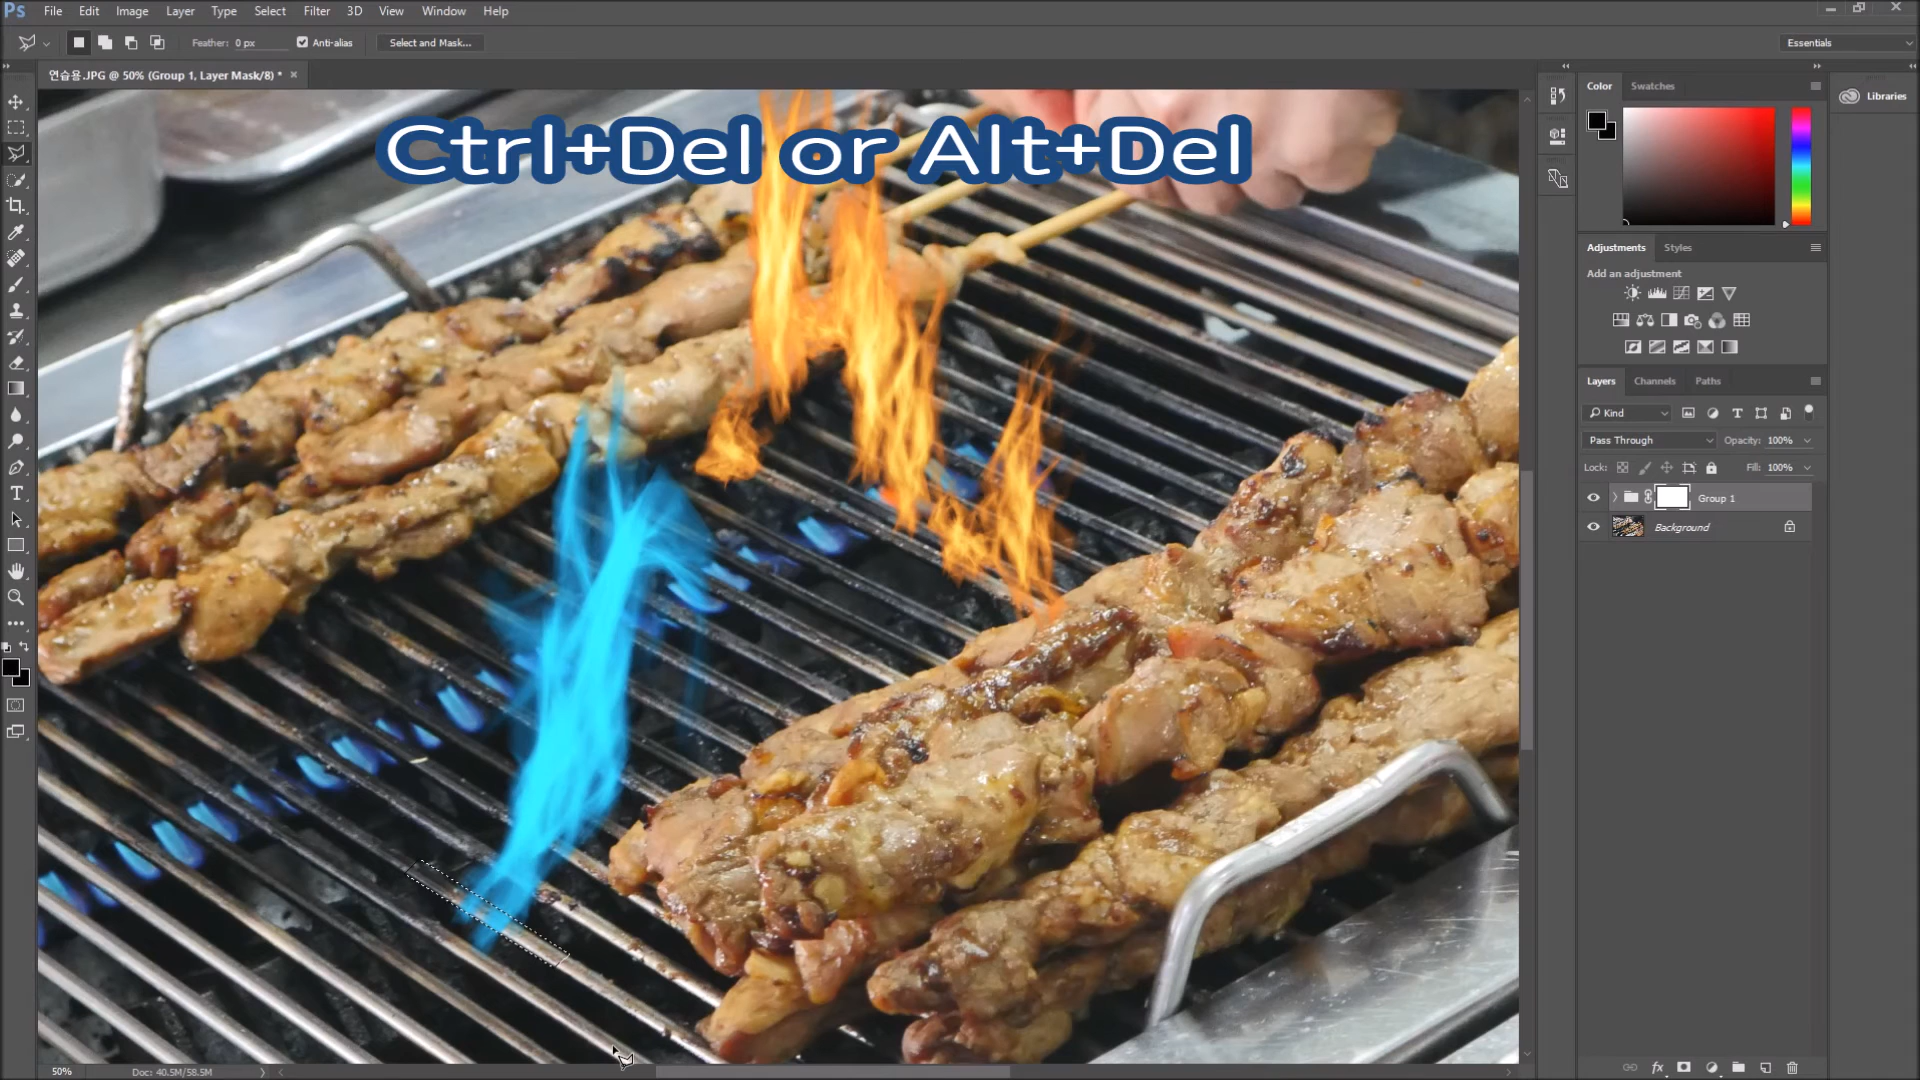 Ps File Edit Image Layer Type Select Filter 3D View Window Help
Feather: 0 px Anti-alias Select and Mask... Essentials
연습용.JPG @ 50% (Group 1, Layer Mask/8) * ×
Color Swatches
Libraries
Ctrl+Del or Alt+Del
Adjustments Styles
Add an adjustment
Layers Channels Paths
Kind
Pass Through Opacity: 100%
Lock: Fill: 100%
Group 1
Background
50% Doc: 40.5M/58.5M